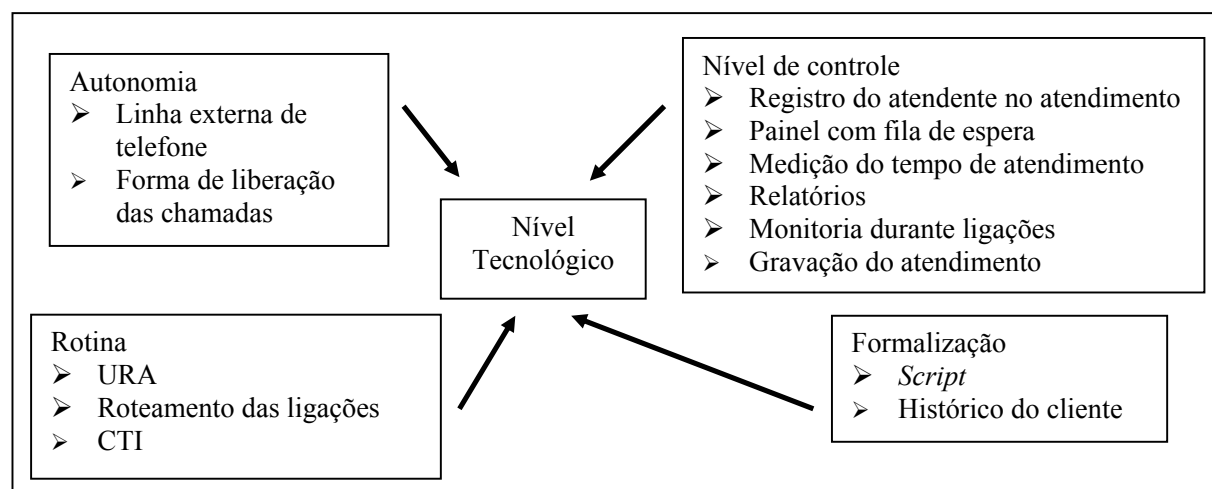 Autonomia
➢ Linha externa de
telefone
➢ Forma de liberação
das chamadas
Nível de controle
➢ Registro do atendente no atendimento
➢ Painel com fila de espera
➢ Medição do tempo de atendimento
➢ Relatórios
➢ Monitoria durante ligações
➢ Gravação do atendimento
Nível
Tecnológico
Rotina
➢ URA
➢ Roteamento das ligações
➢ CTI
Formalização
➢ Script
➢ Histórico do cliente